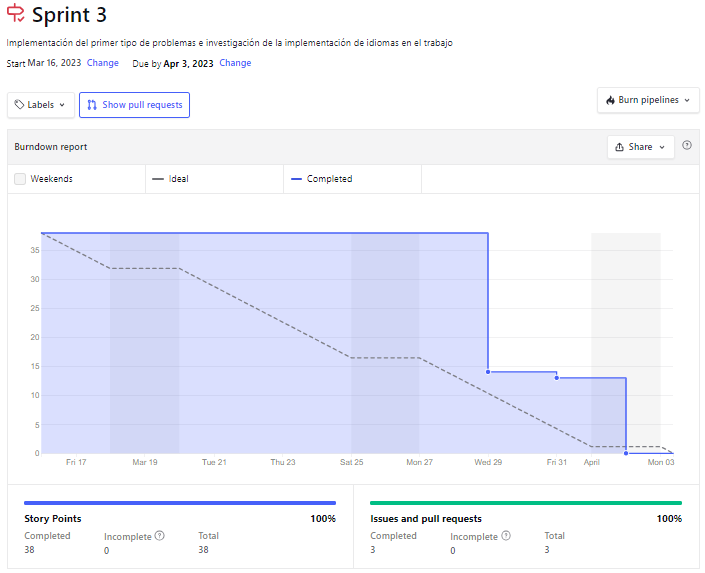 Sprint 3
Implementación del primer tipo de problemas e investigación de la implementación de idiomas en el trabajo
Start Mar 16, 2023 Change Due by Apr 3, 2023 Change
Labels Show pull requests Burn pipelines
Burndown report Share
Weekends Ideal Completed
35
30
25
20
15
10
5
0
Fri 17 Mar 19 Tue 21 Thu 23 Sat 25 Mon 27 Wed 29 Fri 31 April Mon 03
Story Points 100%
Completed Incomplete Total
38 0 38
Issues and pull requests 100%
Completed Incomplete Total
3 0 3